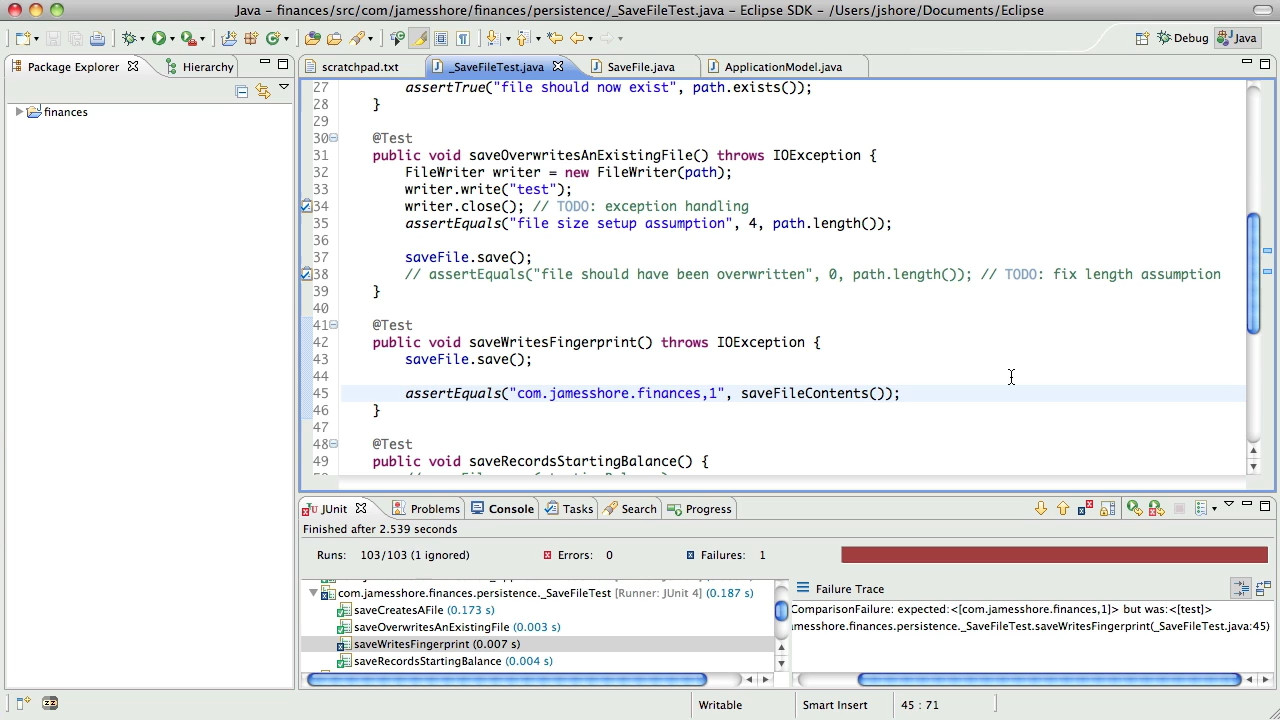 Java – finances/src/com/jamesshore/finances/persistence/_SaveFileTest.java – Eclipse SDK – /Users/jshore/Documents/Eclipse
Debug Java
Package Explorer Hierarchy
finances
scratchpad.txt _SaveFileTest.java SaveFile.java ApplicationModel.java
27 assertTrue("file should now exist", path.exists());
28 }
29
30 @Test
31 public void saveOverwritesAnExistingFile() throws IOException {
32 FileWriter writer = new FileWriter(path);
33 writer.write("test");
34 writer.close(); // TODO: exception handling
35 assertEquals("file size setup assumption", 4, path.length());
36
37 saveFile.save();
38 // assertEquals("file should have been overwritten", 0, path.length()); // TODO: fix length assumption
39 }
40
41 @Test
42 public void saveWritesFingerprint() throws IOException {
43 saveFile.save();
44
45 assertEquals("com.jamesshore.finances,1", saveFileContents());
46 }
47
48 @Test
49 public void saveRecordsStartingBalance() {
JUnit Problems Console Tasks Search Progress
Finished after 2.539 seconds
Runs: 103/103 (1 ignored) Errors: 0 Failures: 1
com.jamesshore.finances.persistence._SaveFileTest [Runner: JUnit 4] (0.187 s)
saveCreatesAFile (0.173 s)
saveOverwritesAnExistingFile (0.003 s)
saveWritesFingerprint (0.007 s)
saveRecordsStartingBalance (0.004 s)
Failure Trace
ComparisonFailure: expected:<[com.jamesshore.finances,1]> but was:<[test]>
amesshore.finances.persistence._SaveFileTest.saveWritesFingerprint(_SaveFileTest.java:45)
Writable Smart Insert 45 : 71